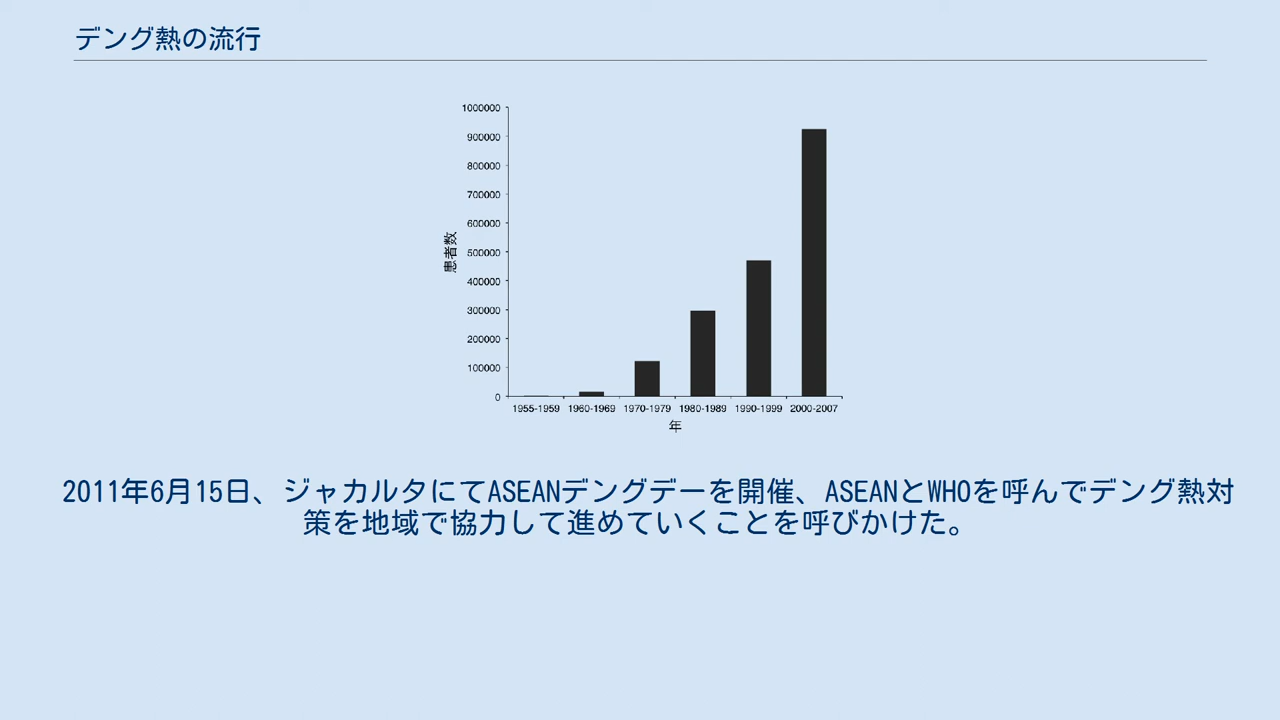 デング熱の流行
1000000
900000
800000
700000
600000
500000
400000
300000
200000
100000
0
患者数
1955-1959 1960-1969 1970-1979 1980-1989 1990-1999 2000-2007
年
2011年6月15日、ジャカルタにてASEANデングデーを開催、ASEANとWHOを呼んでデング熱対
策を地域で協力して進めていくことを呼びかけた。